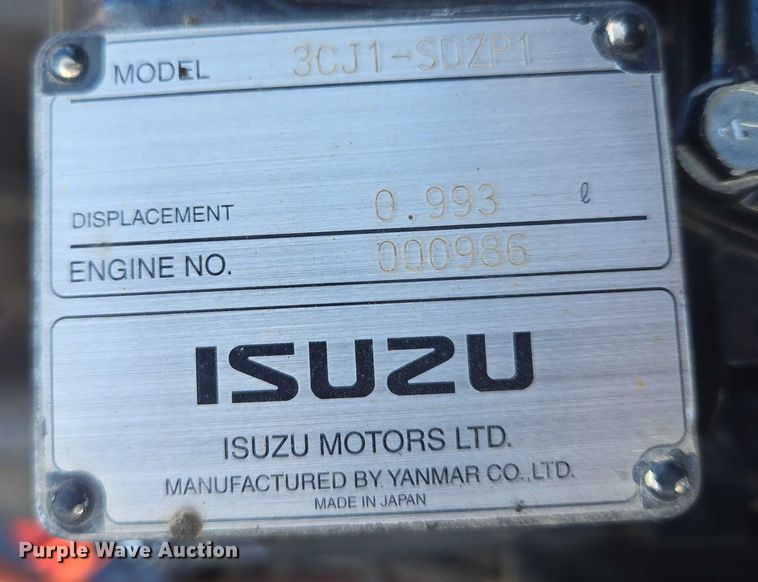 MODEL 3CJ1-SDZP1
DISPLACEMENT 0.993 ℓ
ENGINE NO. 000986
ISUZU
ISUZU MOTORS LTD.
MANUFACTURED BY YANMAR CO.,LTD.
MADE IN JAPAN
Purple Wave Auction